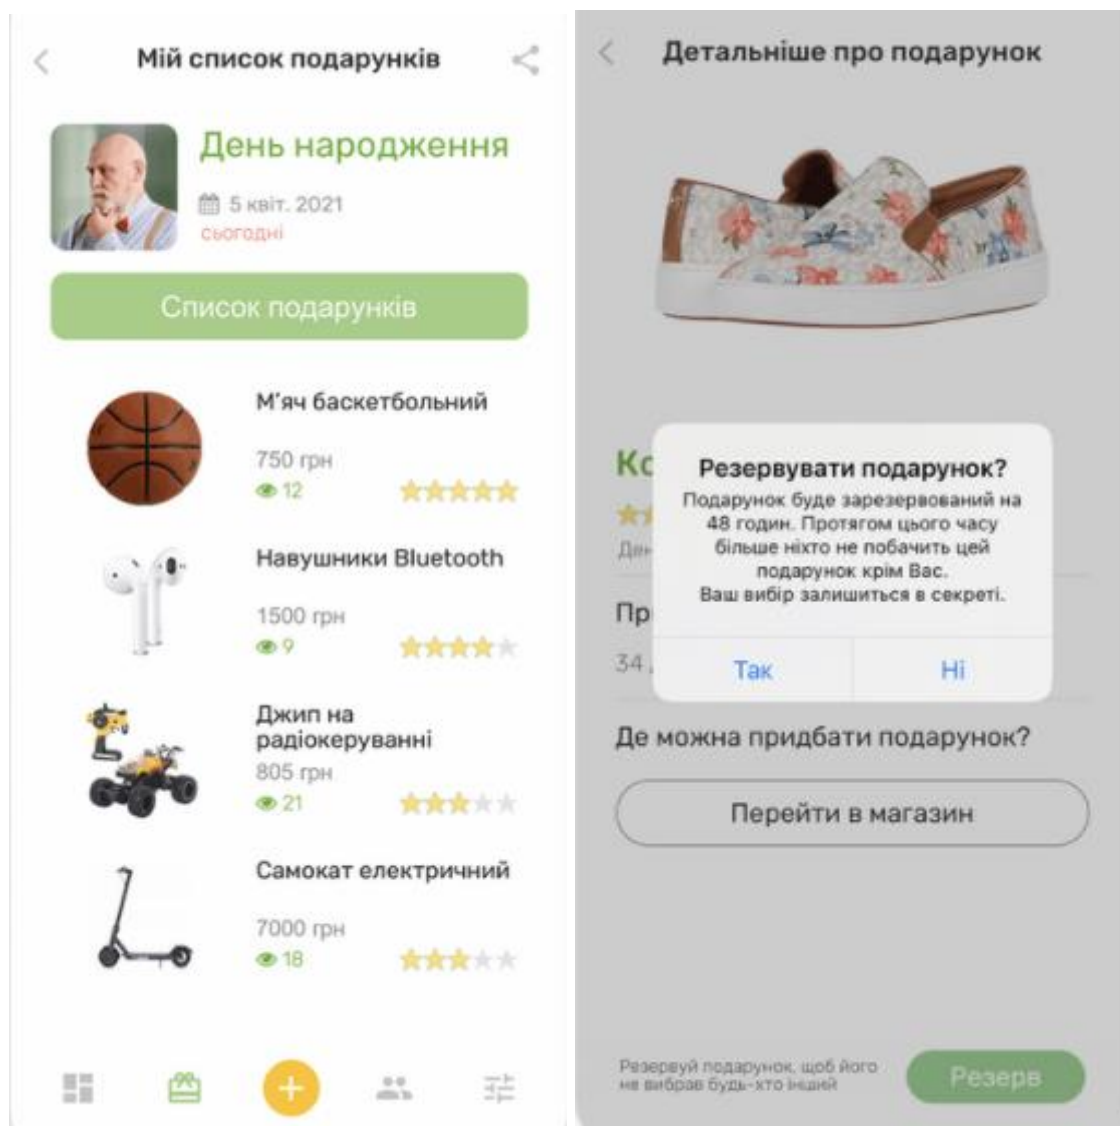 Мій список подарунків
День народження
5 квіт. 2021
сьогодні
Список подарунків
М'яч баскетбольний
750 грн
12
Навушники Bluetooth
1500 грн
9
Джип на
радіокеруванні
805 грн
21
Самокат електричний
7000 грн
18
Детальніше про подарунок
Ко
Резервувати подарунок?
Подарунок буде зарезервований на
48 годин. Протягом цього часу
більше ніхто не побачить цей
подарунок крім Вас.
Ваш вибір залишиться в секреті.
Ден
Пр
34
Так
Ні
Де можна придбати подарунок?
Перейти в магазин
Резервуй подарунок, щоб його
не вибрав будь-хто інший
Резерв